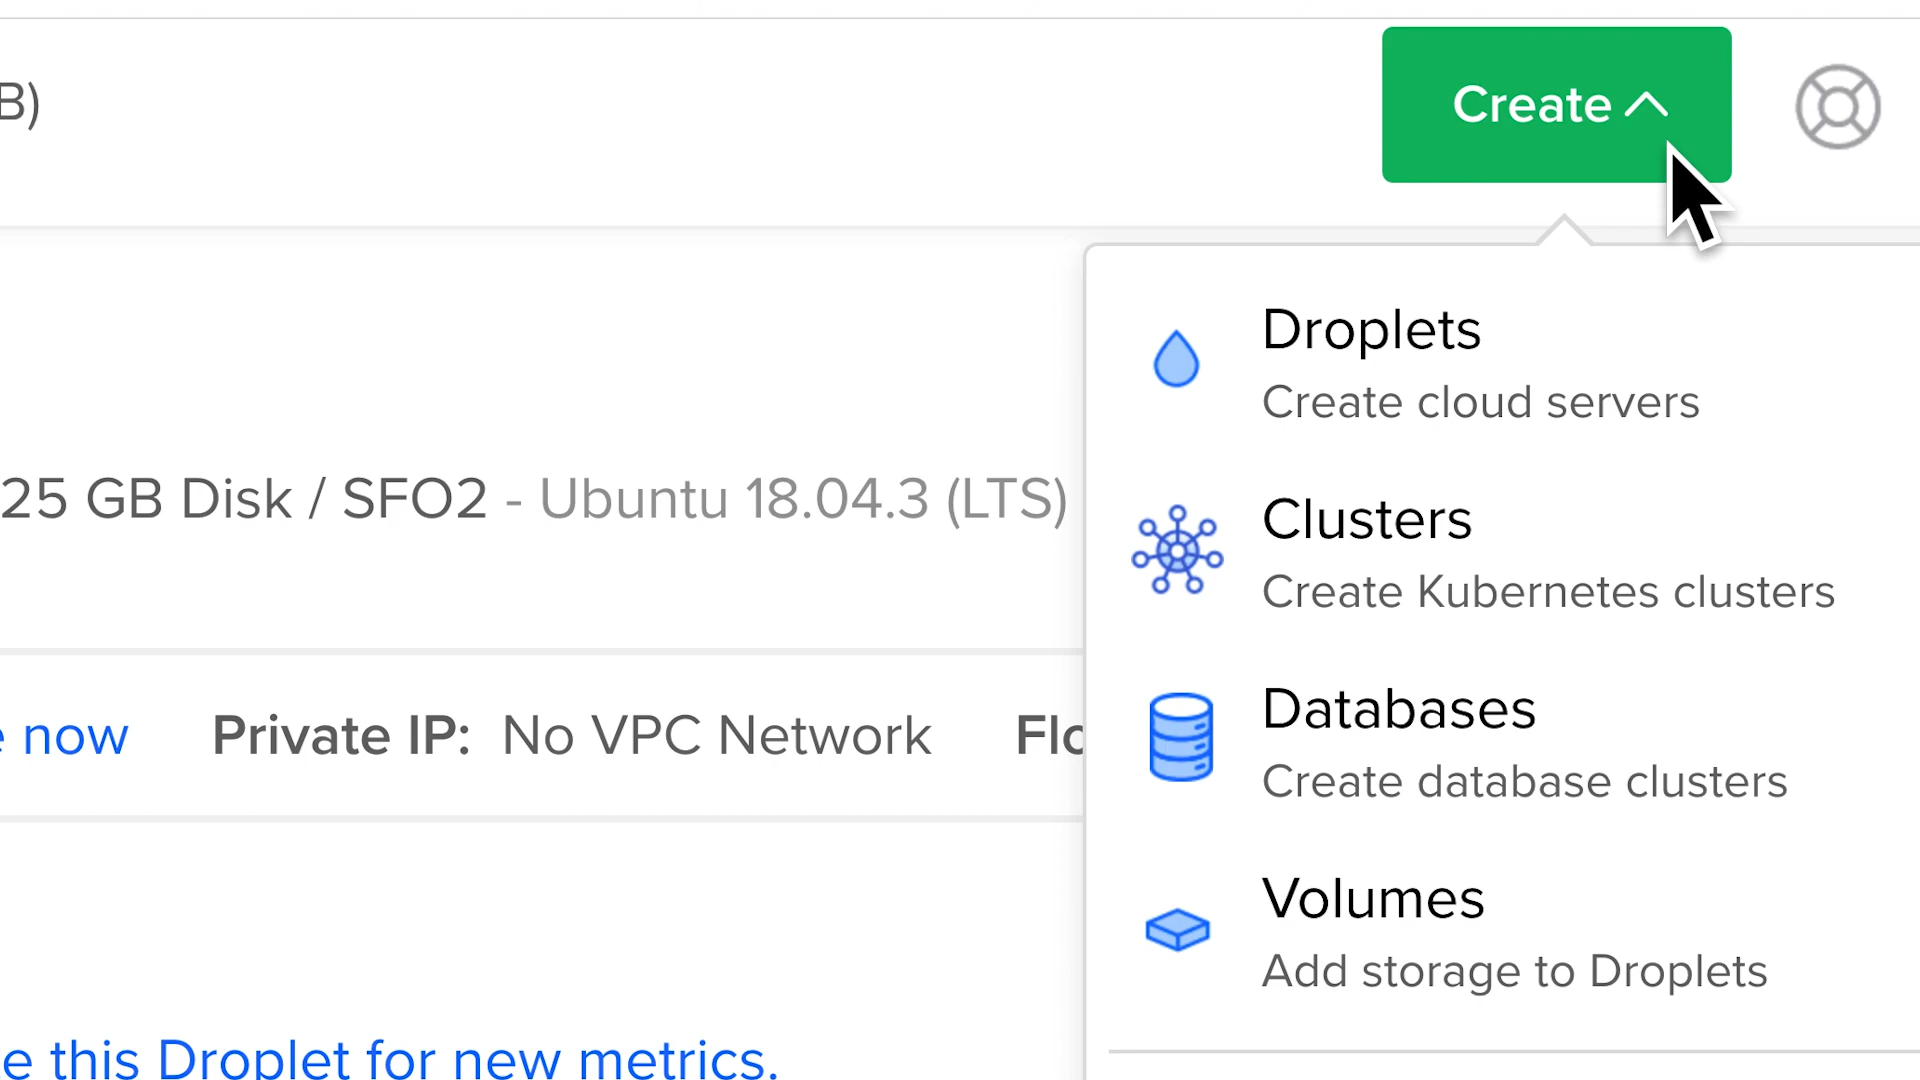 B)
Create
Droplets
Create cloud servers
25 GB Disk / SFO2 - Ubuntu 18.04.3 (LTS)
Clusters
Create Kubernetes clusters
now Private IP: No VPC Network
Databases
Create database clusters
Volumes
Add storage to Droplets
this Droplet for new metrics.